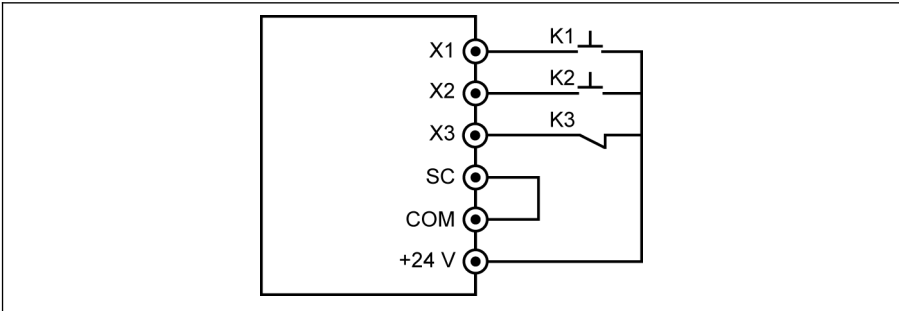 X1 K1
X2 K2
X3 K3
SC
COM
+24 V